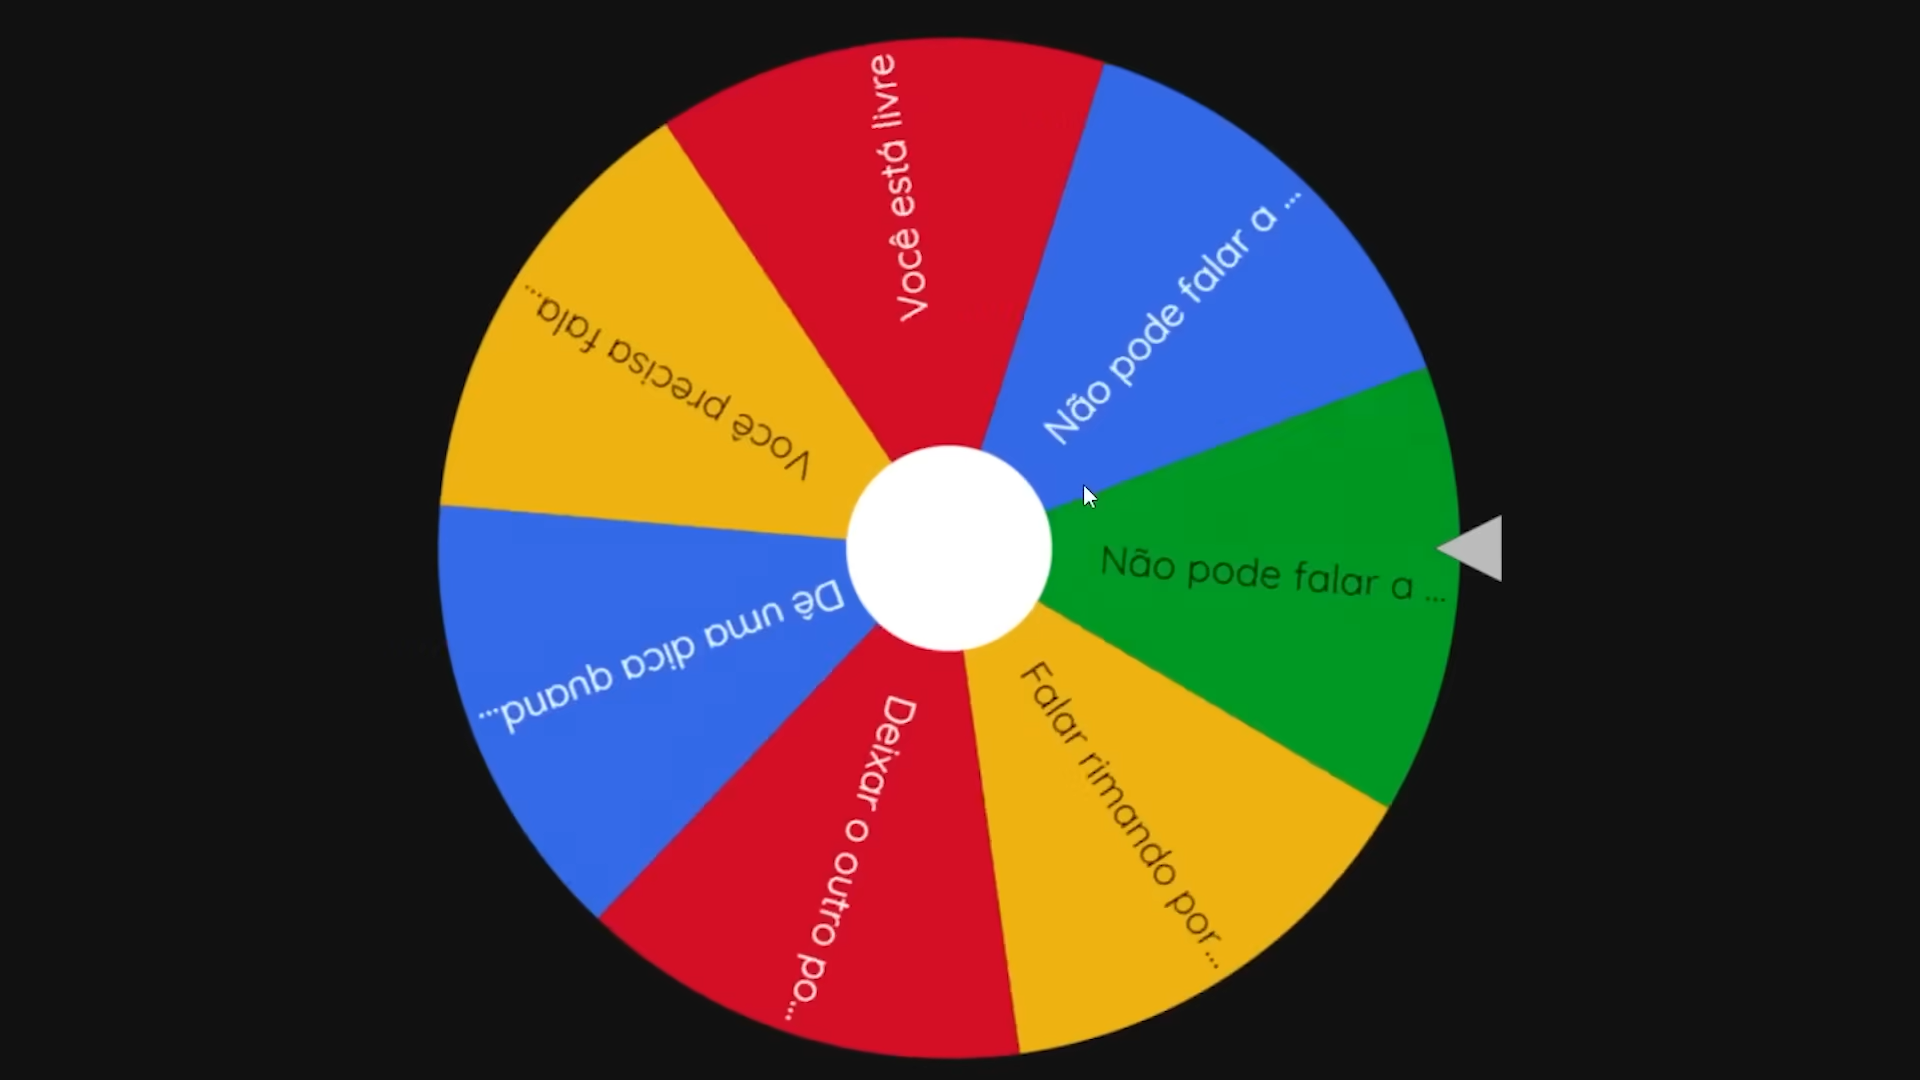 Você está livre
Não pode falar a ...
Não pode falar a ...
Falar rimando por...
Deixar o outro po...
Dê uma dica quand...
Você precisa fala...